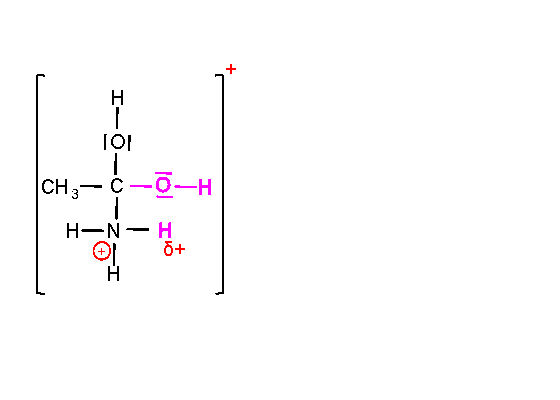 +
H
O
CH3 C O H
H N H
+ δ+
H